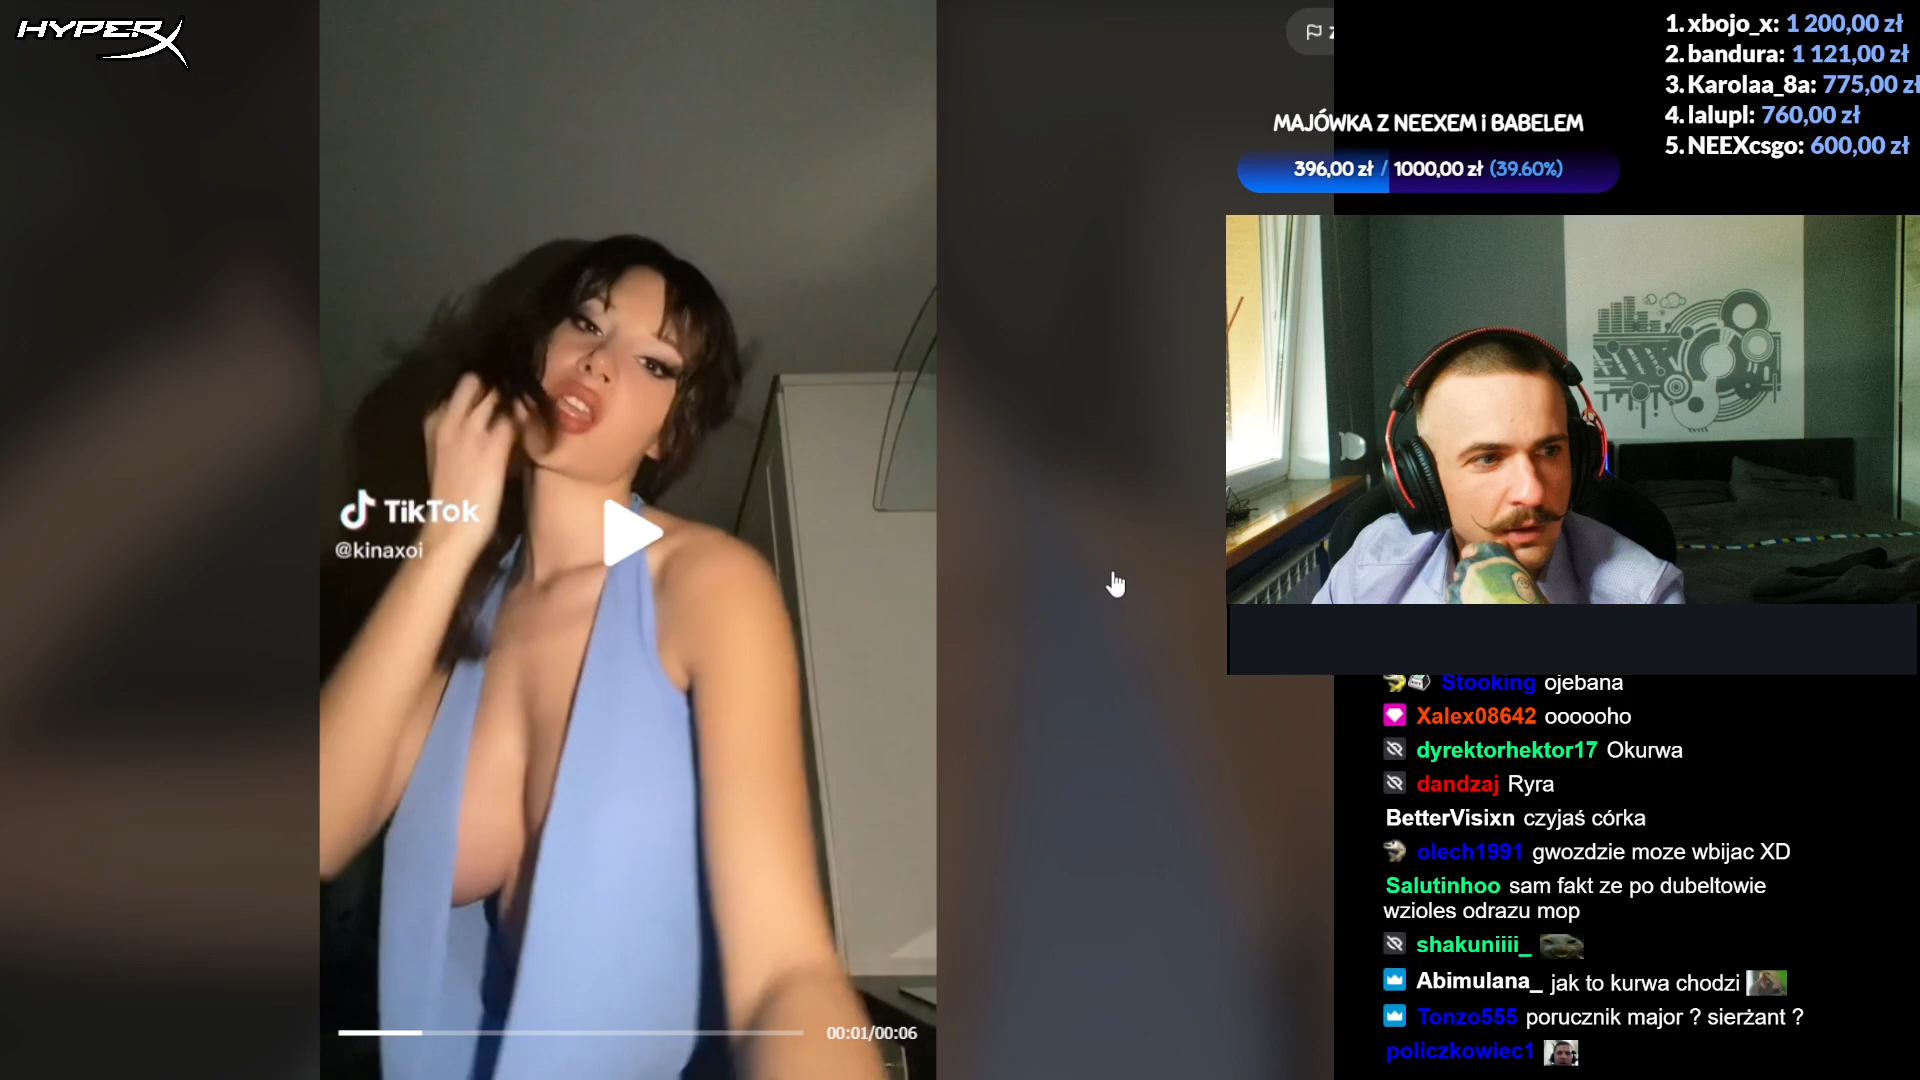 HYPERX
1. xbojo_x: 1 200,00 zł
2. bandura: 1 121,00 zł
3. Karolaa_8a: 775,00 zł
4. lalupl: 760,00 zł
5. NEEXcsgo: 600,00 zł
MAJÓWKA Z NEEXEM i BABELEM
396,00 zł / 1000,00 zł (39.60%)
TikTok
@kinaxoi
00:01/00:06
Stooking ojebana
Xalex08642 oooooho
dyrektorhektor17 Okurwa
dandzaj Ryra
BetterVisixn czyjaś córka
olech1991 gwozdzie moze wbijac XD
Salutinhoo sam fakt ze po dubeltowie
wzioles odrazu mop
shakuniiii_
Abimulana_ jak to kurwa chodzi
Tonzo555 porucznik major ? sierżant ?
policzkowiec1